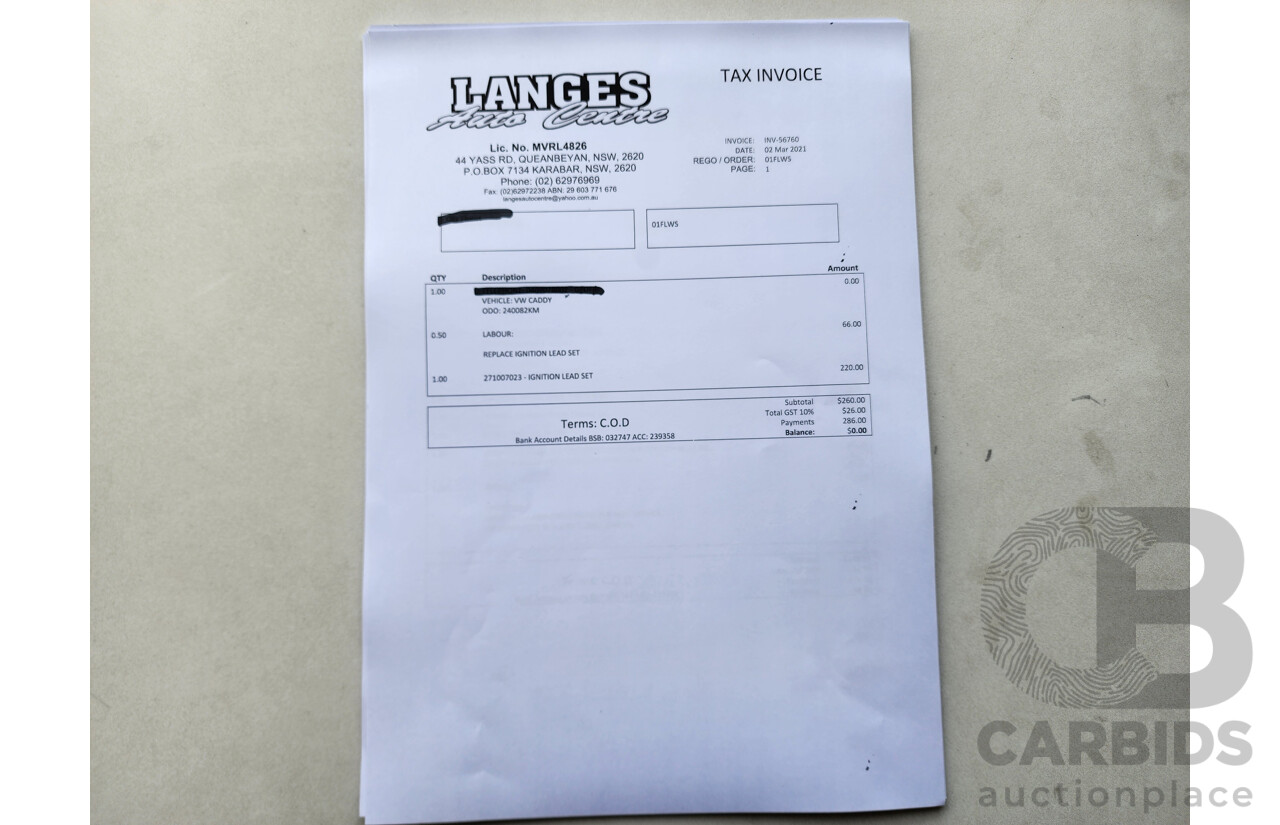 LANGES
Auto Centre
Lic. No. MVRL4826
44 YASS RD, QUEANBEYAN, NSW, 2620
P.O.BOX 7134 KARABAR, NSW, 2620
Phone: (02) 62976969
Fax: (02)62972238 ABN: 29 603 771 676
langesautocentre@yahoo.com.au
TAX INVOICE
INVOICE: INV-56760
DATE: 02 Mar 2021
REGO / ORDER: 01FLWS
PAGE: 1
01FLWS
QTY Description Amount
1.00 0.00
VEHICLE: VW CADDY
ODO: 240082KM
0.50 LABOUR: 66.00
REPLACE IGNITION LEAD SET
1.00 271007023 - IGNITION LEAD SET 220.00
Terms: C.O.D
Bank Account Details BSB: 032747 ACC: 239358
Subtotal $260.00
Total GST 10% $26.00
Payments 286.00
Balance: $0.00
CB
CARBIDS
auctionplace